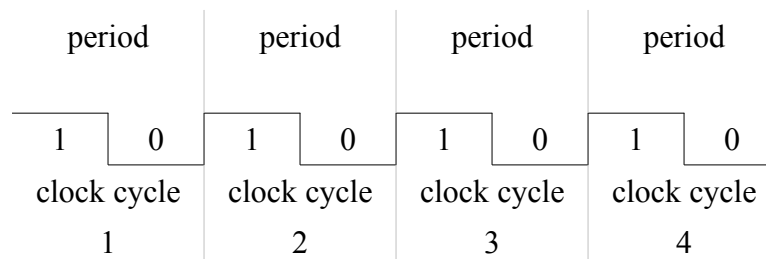 period period period period
1 0 1 0 1 0 1 0
clock cycle clock cycle clock cycle clock cycle
1 2 3 4